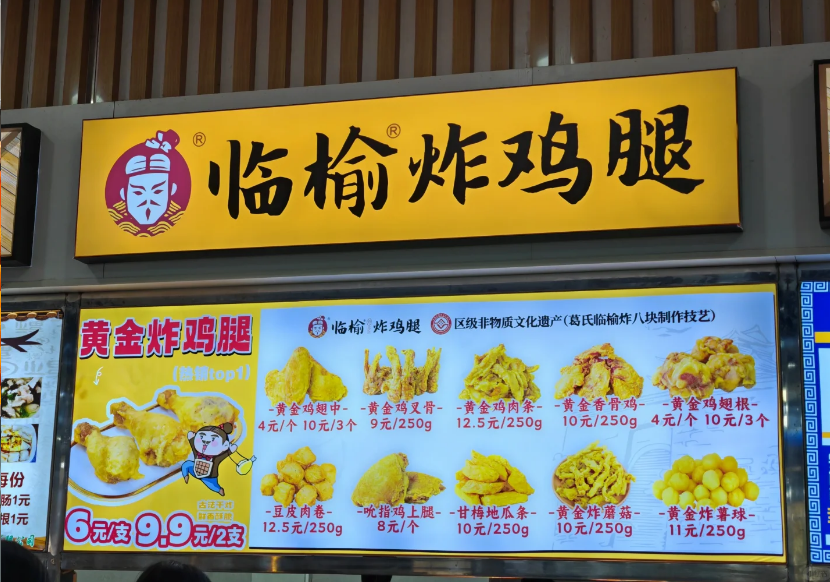 临榆®炸鸡腿
®
黄金炸鸡腿
top1)
6元/支 9.9元/2支
临榆炸鸡腿 区级非物质文化遗产(葛氏临榆炸八块制作技艺)
-黄金鸡翅中-
4元/个 10元/3个
-黄金鸡叉骨-
9元/250g
-黄金鸡肉条-
12.5元/250g
-黄金香骨鸡-
10元/250g
-黄金鸡翅根-
4元/个 10元/3个
-豆皮肉卷-
12.5元/250g
-吮指鸡上腿-
8元/个
-甘梅地瓜条-
10元/250g
-黄金炸蘑菇-
10元/250g
-黄金炸薯球-
11元/250g
每份
肠1元
根1元